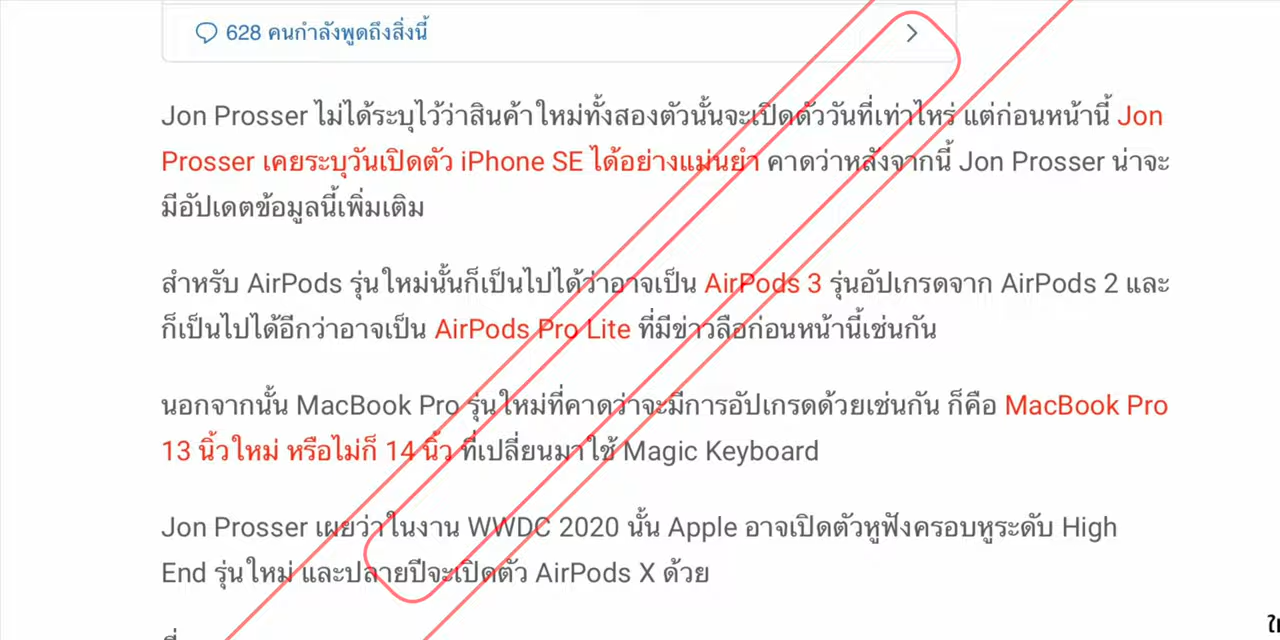 628 คนกำลังพูดถึงสิ่งนี้
Jon Prosser ไม่ได้ระบุไว้ว่าสินค้าใหม่ทั้งสองตัวนั้นจะเปิดตัววันที่เท่าไหร่ แต่ก่อนหน้านี้ Jon
Prosser เคยระบุวันเปิดตัว iPhone SE ได้อย่างแม่นยำ คาดว่าหลังจากนี้ Jon Prosser น่าจะ
มีอัปเดตข้อมูลนี้เพิ่มเติม
สำหรับ AirPods รุ่นใหม่นั้นก็เป็นไปได้ว่าอาจเป็น AirPods 3 รุ่นอัปเกรดจาก AirPods 2 และ
ก็เป็นไปได้อีกว่าอาจเป็น AirPods Pro Lite ที่มีข่าวลือก่อนหน้านี้เช่นกัน
นอกจากนั้น MacBook Pro รุ่นใหม่ที่คาดว่าจะมีการอัปเกรดด้วยเช่นกัน ก็คือ MacBook Pro
13 นิ้วใหม่ หรือไม่ก็ 14 นิ้ว ที่เปลี่ยนมาใช้ Magic Keyboard
Jon Prosser เผยว่าในงาน WWDC 2020 นั้น Apple อาจเปิดตัวหูฟังครอบหูระดับ High
End รุ่นใหม่ และปลายปีจะเปิดตัว AirPods X ด้วย